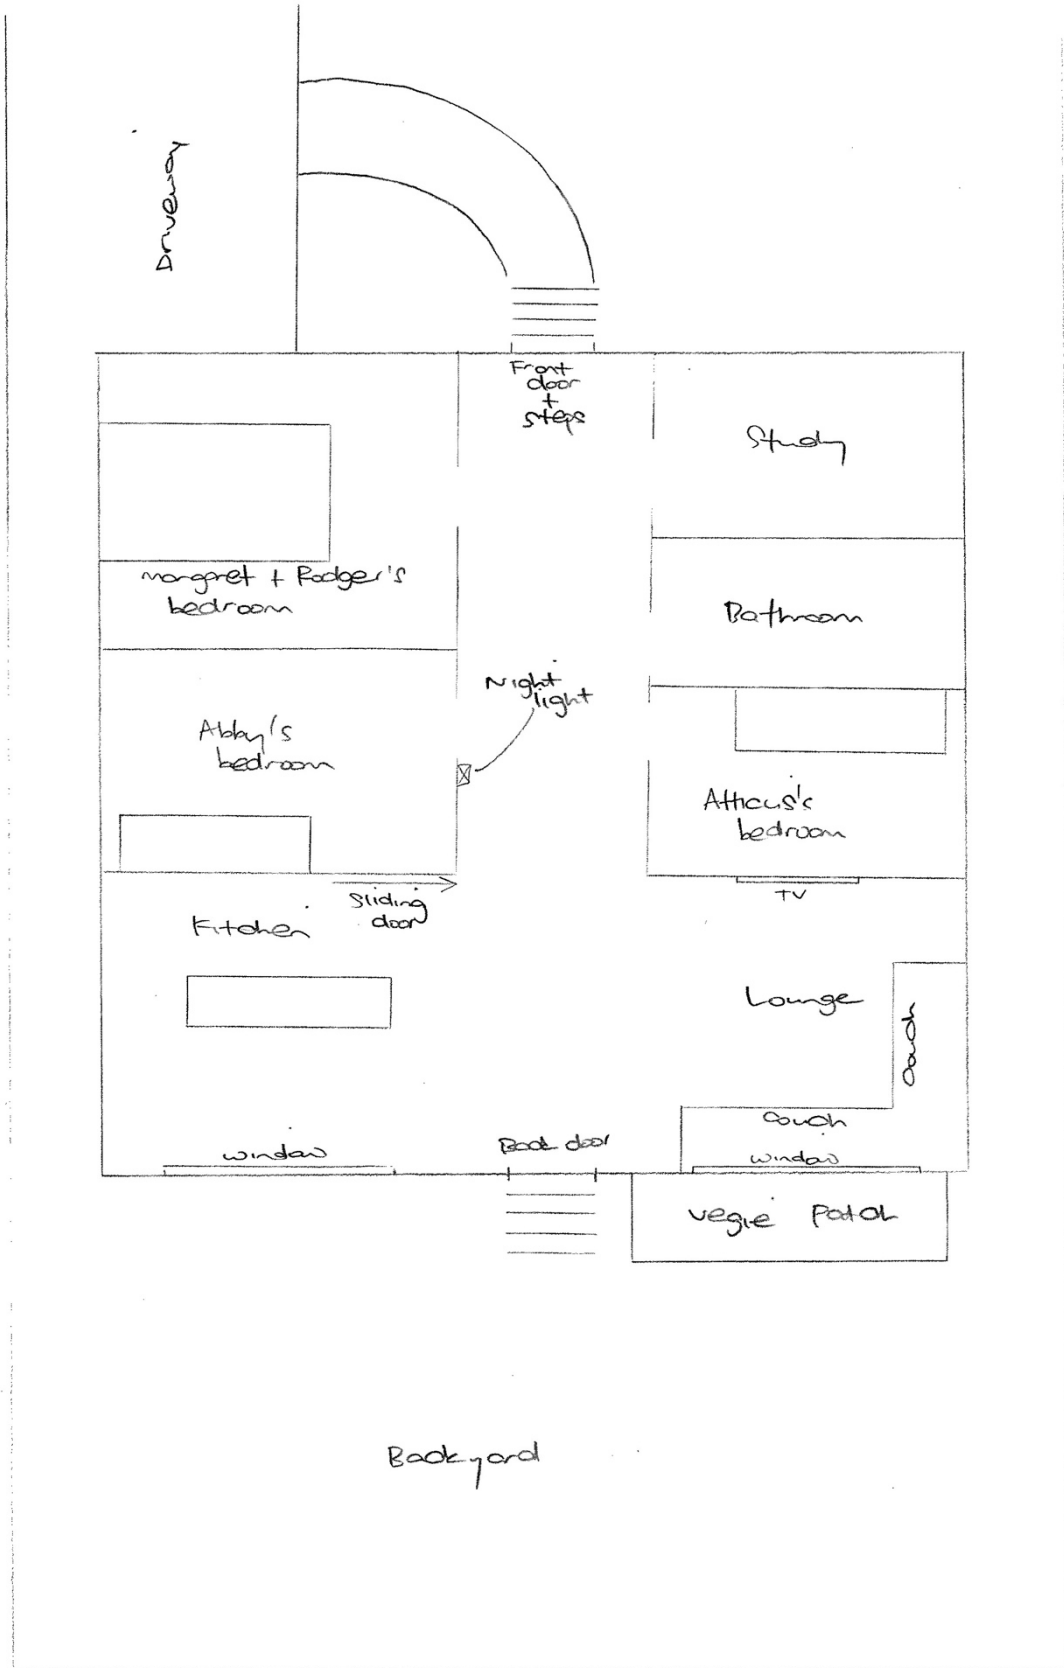 Driveway
Front
door
+
steps
Study
Margaret + Rodger's
bedroom
Bathroom
Night
light
Abby's
bedroom
Atticus's
bedroom
Sliding
door
TV
Kitchen
Lounge
Couch
Couch
Window
Back door
Window
Vegie Patch
Backyard